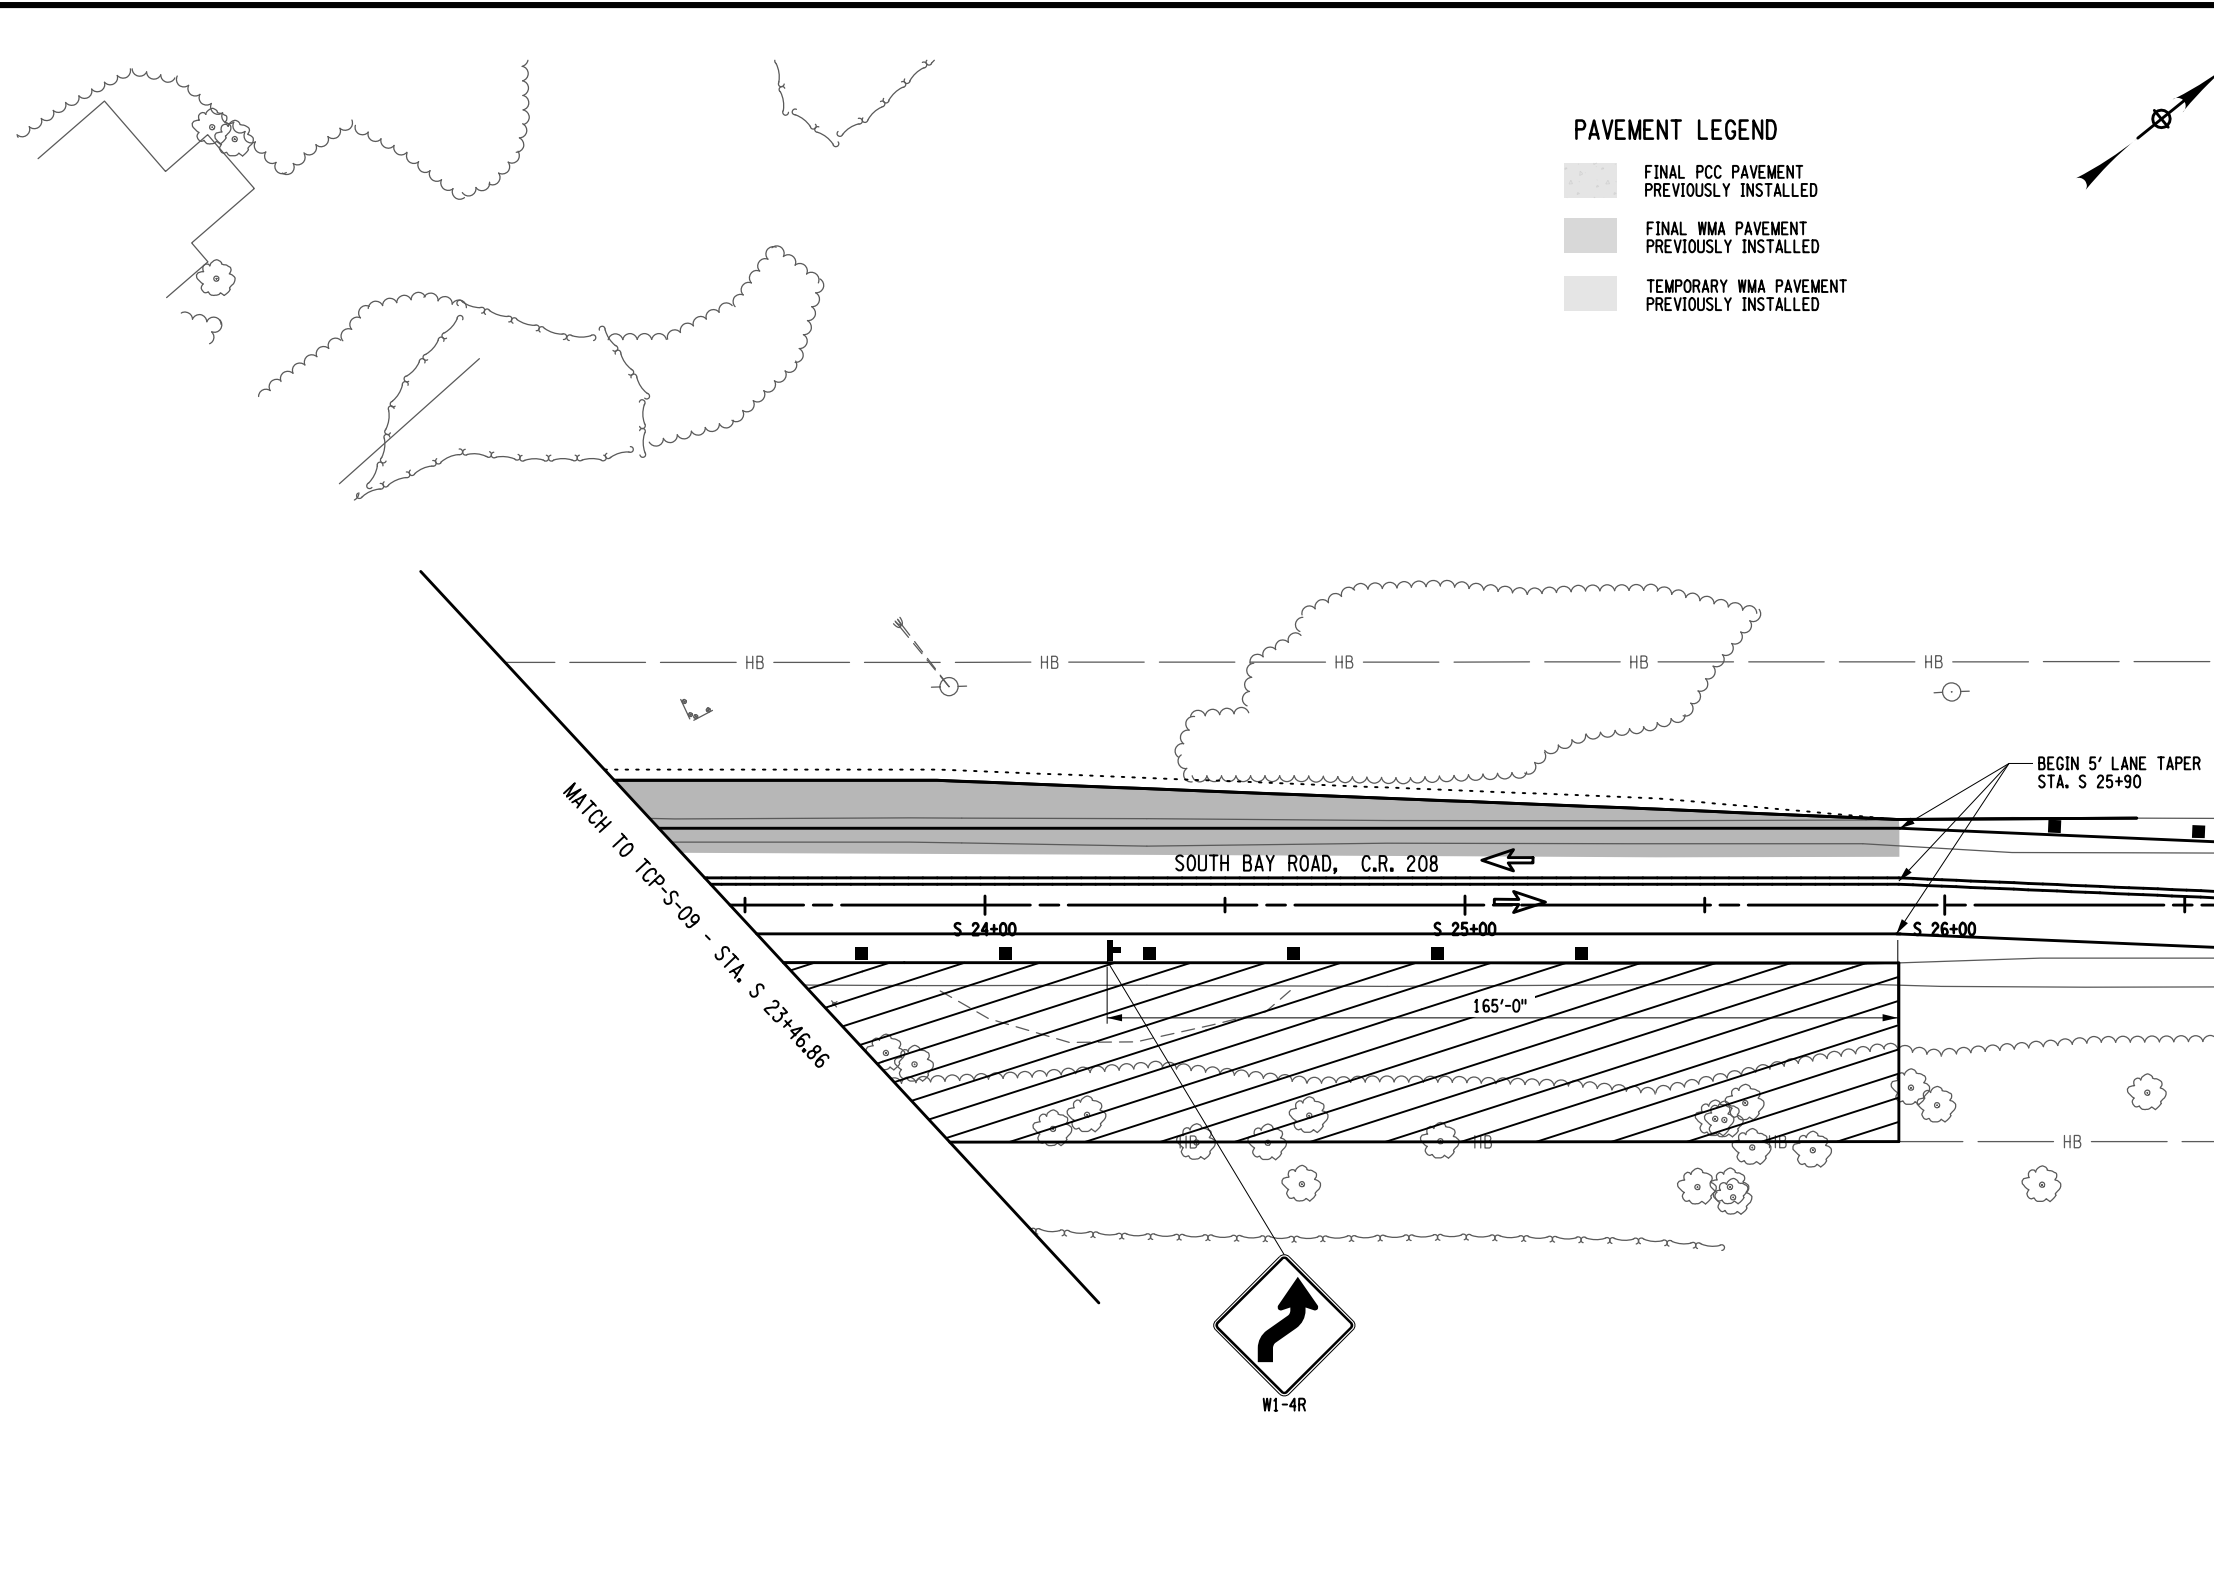 PAVEMENT LEGEND
FINAL PCC PAVEMENT
PREVIOUSLY INSTALLED
FINAL WMA PAVEMENT
PREVIOUSLY INSTALLED
TEMPORARY WMA PAVEMENT
PREVIOUSLY INSTALLED
HB HB HB HB HB
BEGIN 5' LANE TAPER
STA. S 25+90
MATCH TO TCP-S-09 - STA. S 23+46.86
SOUTH BAY ROAD, C.R. 208
S 24+00 S 25+00 S 26+00
165'-0"
HB HB HB HB
W1-4R